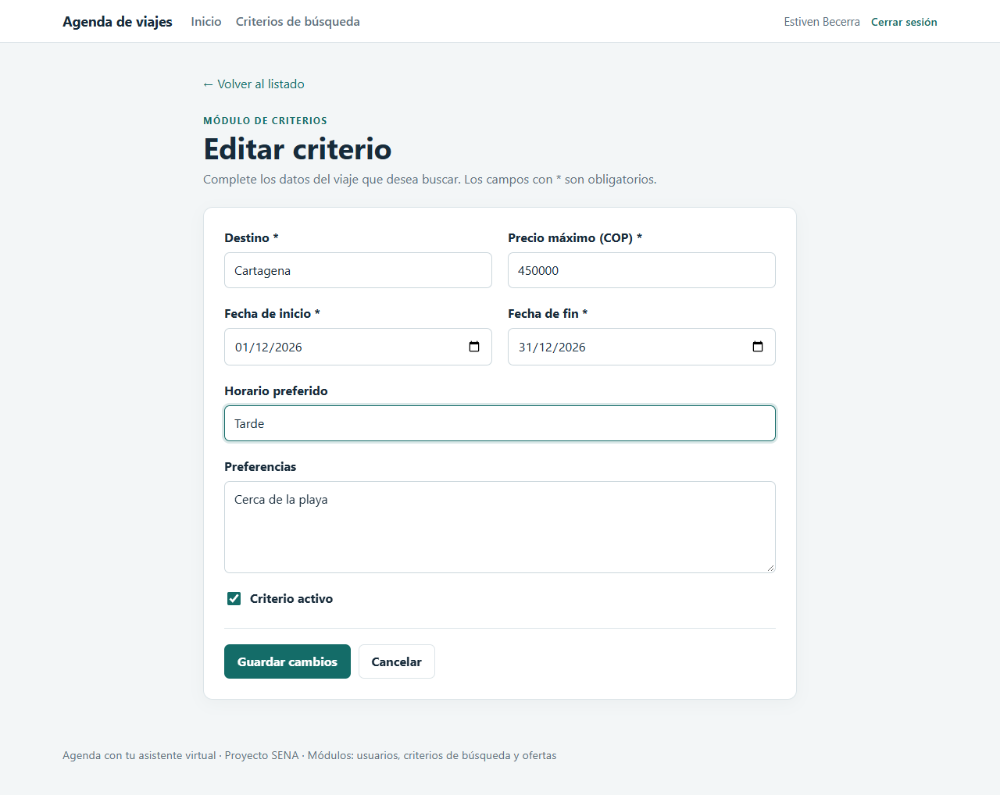 Agenda de viajes Inicio Criterios de búsqueda Estiven Becerra Cerrar sesión
← Volver al listado
MÓDULO DE CRITERIOS
Editar criterio
Complete los datos del viaje que desea buscar. Los campos con * son obligatorios.
Destino * Precio máximo (COP) *
Cartagena 450000
Fecha de inicio * Fecha de fin *
01/12/2026 31/12/2026
Horario preferido
Tarde
Preferencias
Cerca de la playa
Criterio activo
Guardar cambios Cancelar
Agenda con tu asistente virtual · Proyecto SENA · Módulos: usuarios, criterios de búsqueda y ofertas